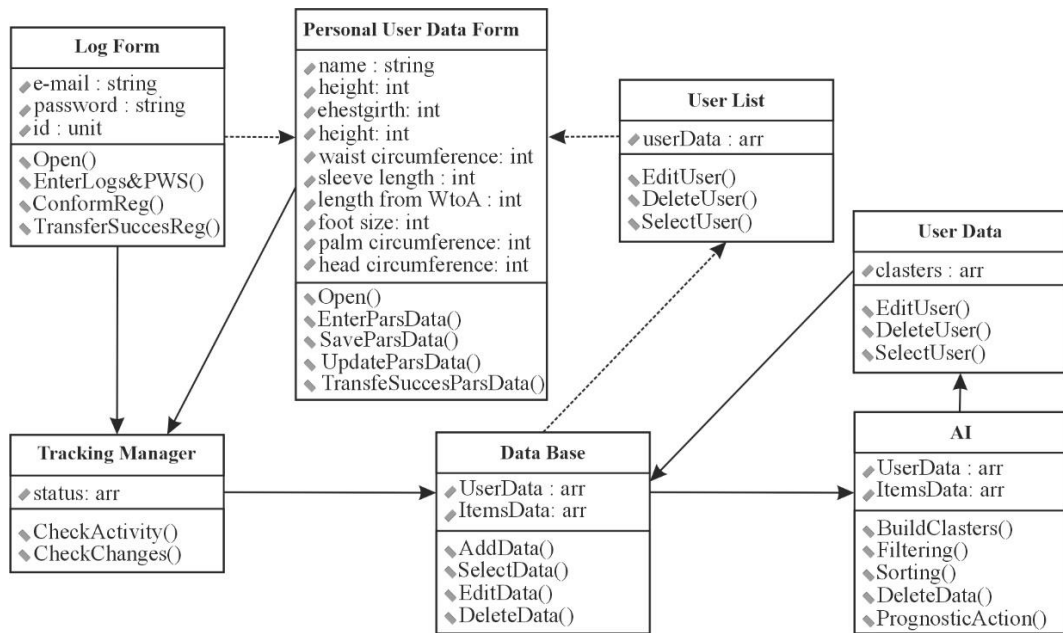 Log Form
e-mail : string
password : string
id : unit
Open()
EnterLogs&PWS()
ConformReg()
TransferSuccesReg()
Personal User Data Form
name : string
height: int
ehestgirth: int
height: int
waist circumference: int
sleeve length : int
length from WtoA : int
foot size: int
palm circumference: int
head circumference: int
Open()
EnterParsData()
SaveParsData()
UpdateParsData()
TransfeSuccesParsData()
User List
userData : arr
EditUser()
DeleteUser()
SelectUser()
User Data
clasters : arr
EditUser()
DeleteUser()
SelectUser()
Tracking Manager
status: arr
CheckActivity()
CheckChanges()
Data Base
UserData : arr
ItemsData: arr
AddData()
SelectData()
EditData()
DeleteData()
AI
UserData : arr
ItemsData: arr
BuildClasters()
Filtering()
Sorting()
DeleteData()
PrognosticAction()